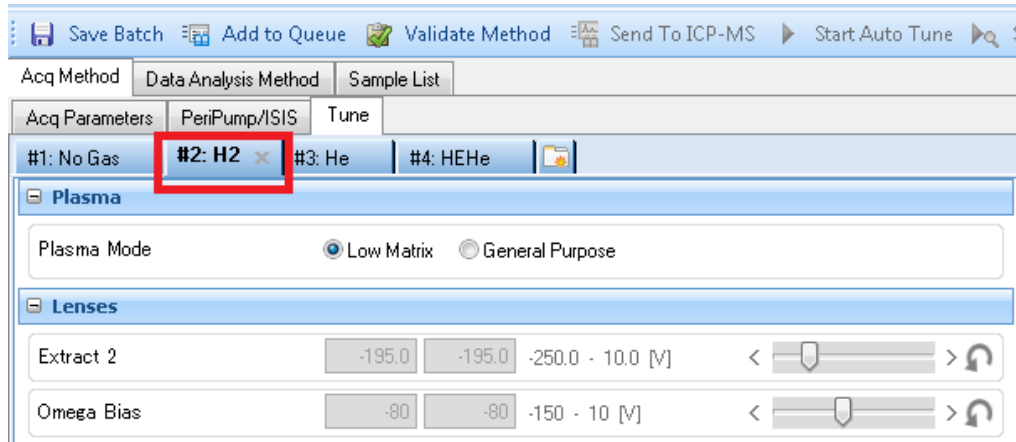 Save Batch Add to Queue Validate Method Send To ICP-MS Start Auto Tune
Acq Method Data Analysis Method Sample List
Acq Parameters PeriPump/ISIS Tune
#1: No Gas #2: H2 #3: He #4: HEHe
Plasma
Plasma Mode Low Matrix General Purpose
Lenses
Extract 2 -195.0 -195.0 -250.0 - 10.0 [V]
Omega Bias -80 -80 -150 - 10 [V]